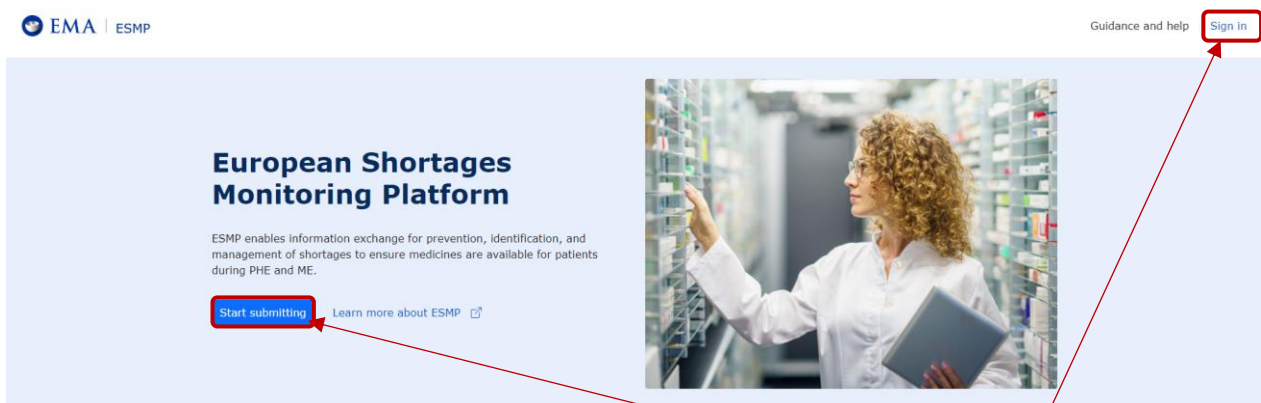 EMA | ESMP
Guidance and help Sign in
European Shortages
Monitoring Platform
ESMP enables information exchange for prevention, identification, and
management of shortages to ensure medicines are available for patients
during PHE and ME.
Start submitting Learn more about ESMP